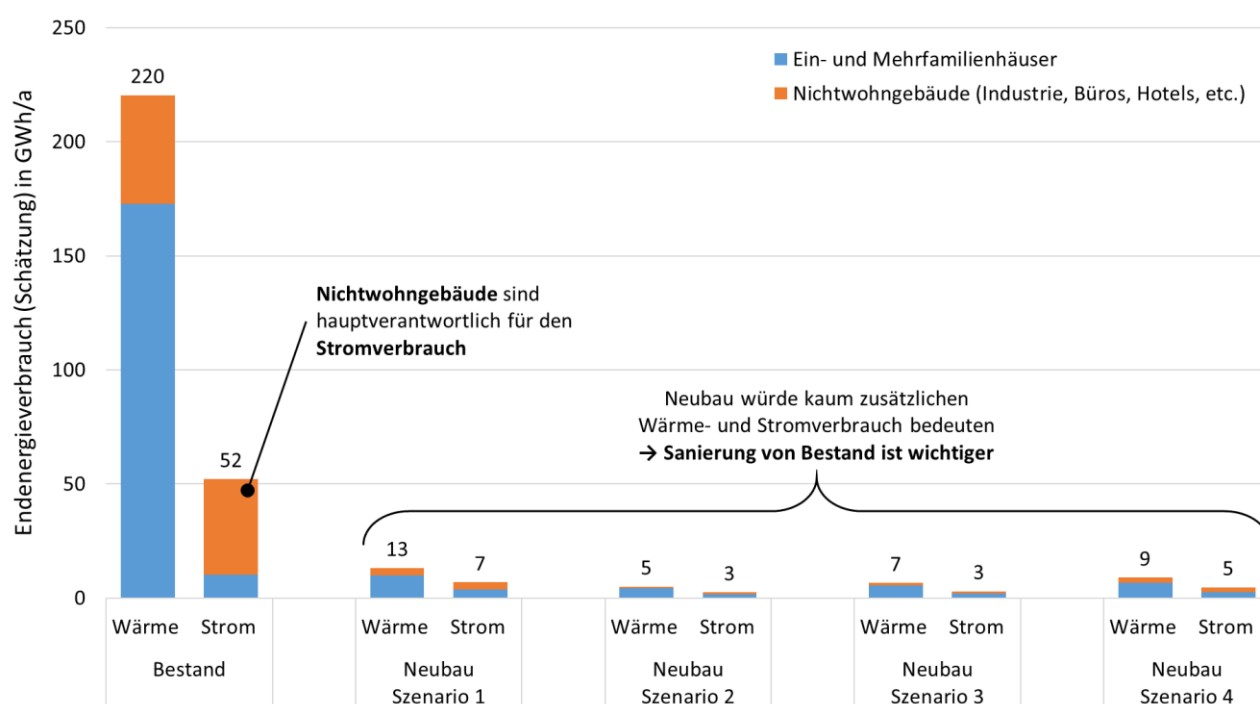 Endenergieverbrauch (Schätzung) in GWh/a
250
200
150
100
50
0
Ein- und Mehrfamilienhäuser
Nichtwohngebäude (Industrie, Büros, Hotels, etc.)
220
52
13
7
5
3
7
3
9
5
Nichtwohngebäude sind
hauptverantwortlich für den
Stromverbrauch
Neubau würde kaum zusätzlichen
Wärme- und Stromverbrauch bedeuten
→ Sanierung von Bestand ist wichtiger
Wärme Strom Wärme Strom Wärme Strom Wärme Strom Wärme Strom
Bestand Neubau Neubau Neubau Neubau
Szenario 1 Szenario 2 Szenario 3 Szenario 4